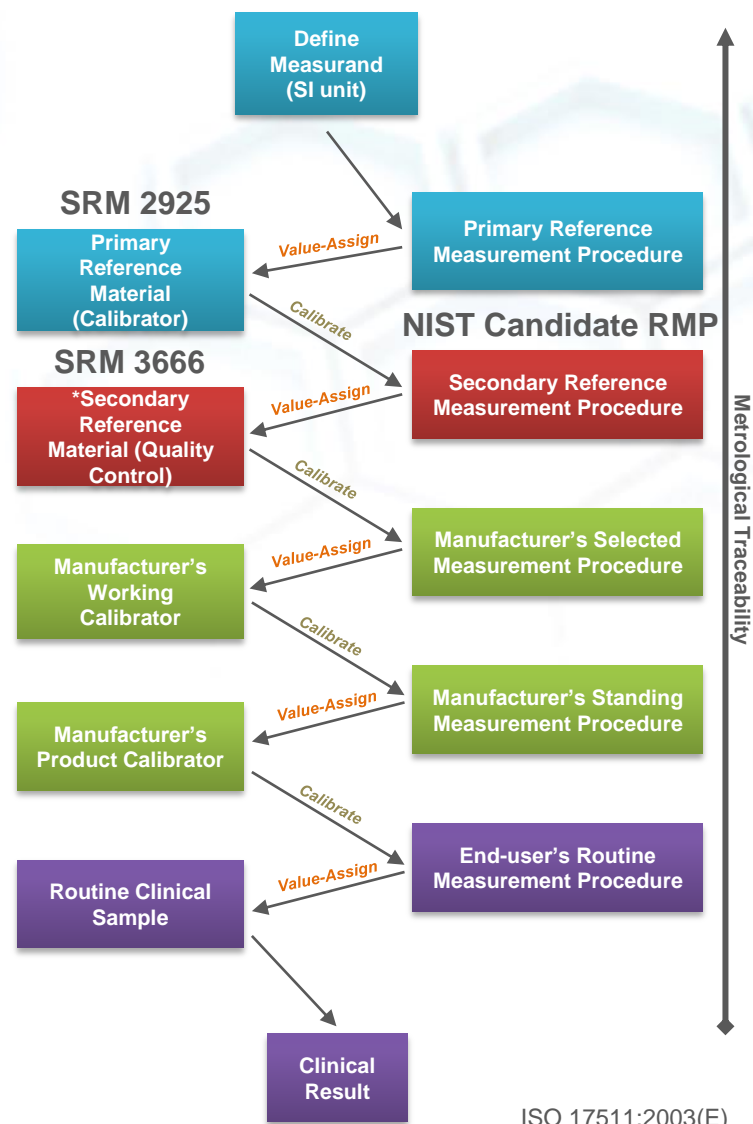 Define
Measurand
(SI unit)
SRM 2925
Primary
Reference
Material
(Calibrator)
Value-Assign
Primary Reference
Measurement Procedure
Calibrate
NIST Candidate RMP
SRM 3666
*Secondary
Reference
Material (Quality
Control)
Value-Assign
Secondary Reference
Measurement Procedure
Calibrate
Manufacturer's
Working
Calibrator
Value-Assign
Manufacturer's Selected
Measurement Procedure
Calibrate
Manufacturer's
Product Calibrator
Value-Assign
Manufacturer's Standing
Measurement Procedure
Calibrate
Routine Clinical
Sample
Value-Assign
End-user's Routine
Measurement Procedure
Clinical
Result
Metrological Traceability
ISO 17511:2003(E)